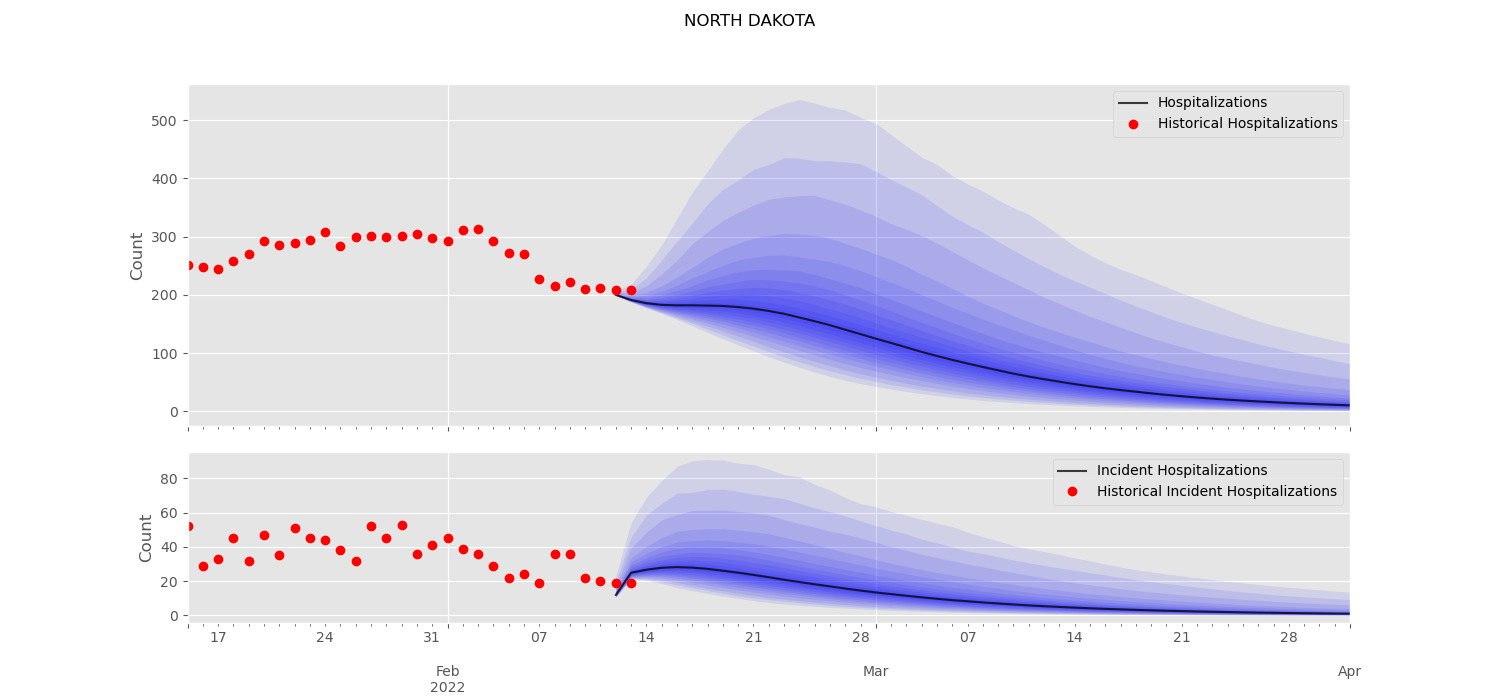 NORTH DAKOTA
Count
500
400
300
200
100
0
Hospitalizations
Historical Hospitalizations
Count
80
60
40
20
0
Incident Hospitalizations
Historical Incident Hospitalizations
17 24 31 07 14 21 28 07 14 21 28
Feb Mar Apr
2022